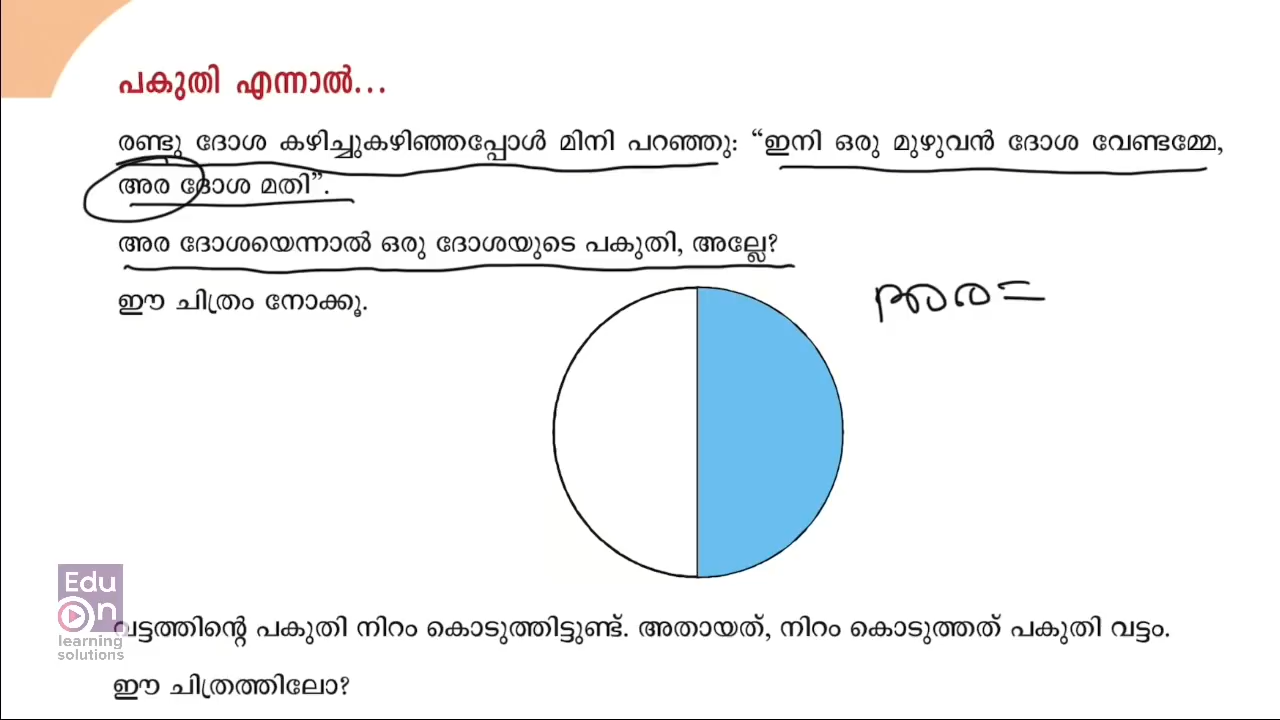 പകുതി എന്നാൽ...
രണ്ടു ദോശ കഴിച്ചുകഴിഞ്ഞപ്പോൾ മിനി പറഞ്ഞു: “ഇനി ഒരു മുഴുവൻ ദോശ വേണ്ടമ്മേ,
അര ദോശ മതി”.
അര ദോശയെന്നാൽ ഒരു ദോശയുടെ പകുതി, അല്ലേ?
ഈ ചിത്രം നോക്കൂ.
അര=
വട്ടത്തിന്റെ പകുതി നിറം കൊടുത്തിട്ടുണ്ട്. അതായത്, നിറം കൊടുത്തത് പകുതി വട്ടം.
ഈ ചിത്രത്തിലോ?
Edu
On
learning
solutions